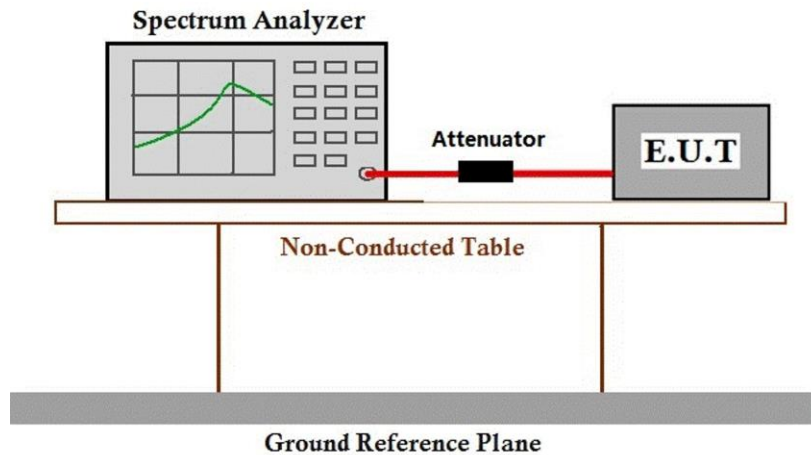 Spectrum Analyzer
Attenuator
E.U.T
Non-Conducted Table
Ground Reference Plane